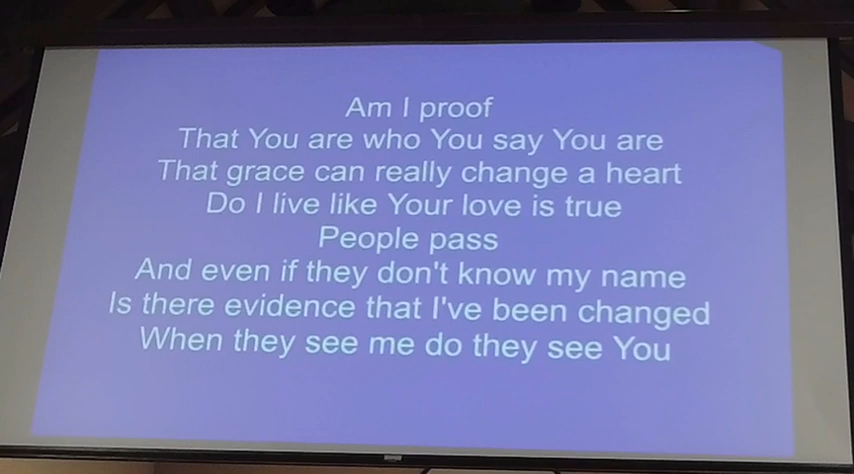 Am I proof
That You are who You say You are
That grace can really change a heart
Do I live like Your love is true
People pass
And even if they don't know my name
Is there evidence that I've been changed
When they see me do they see You